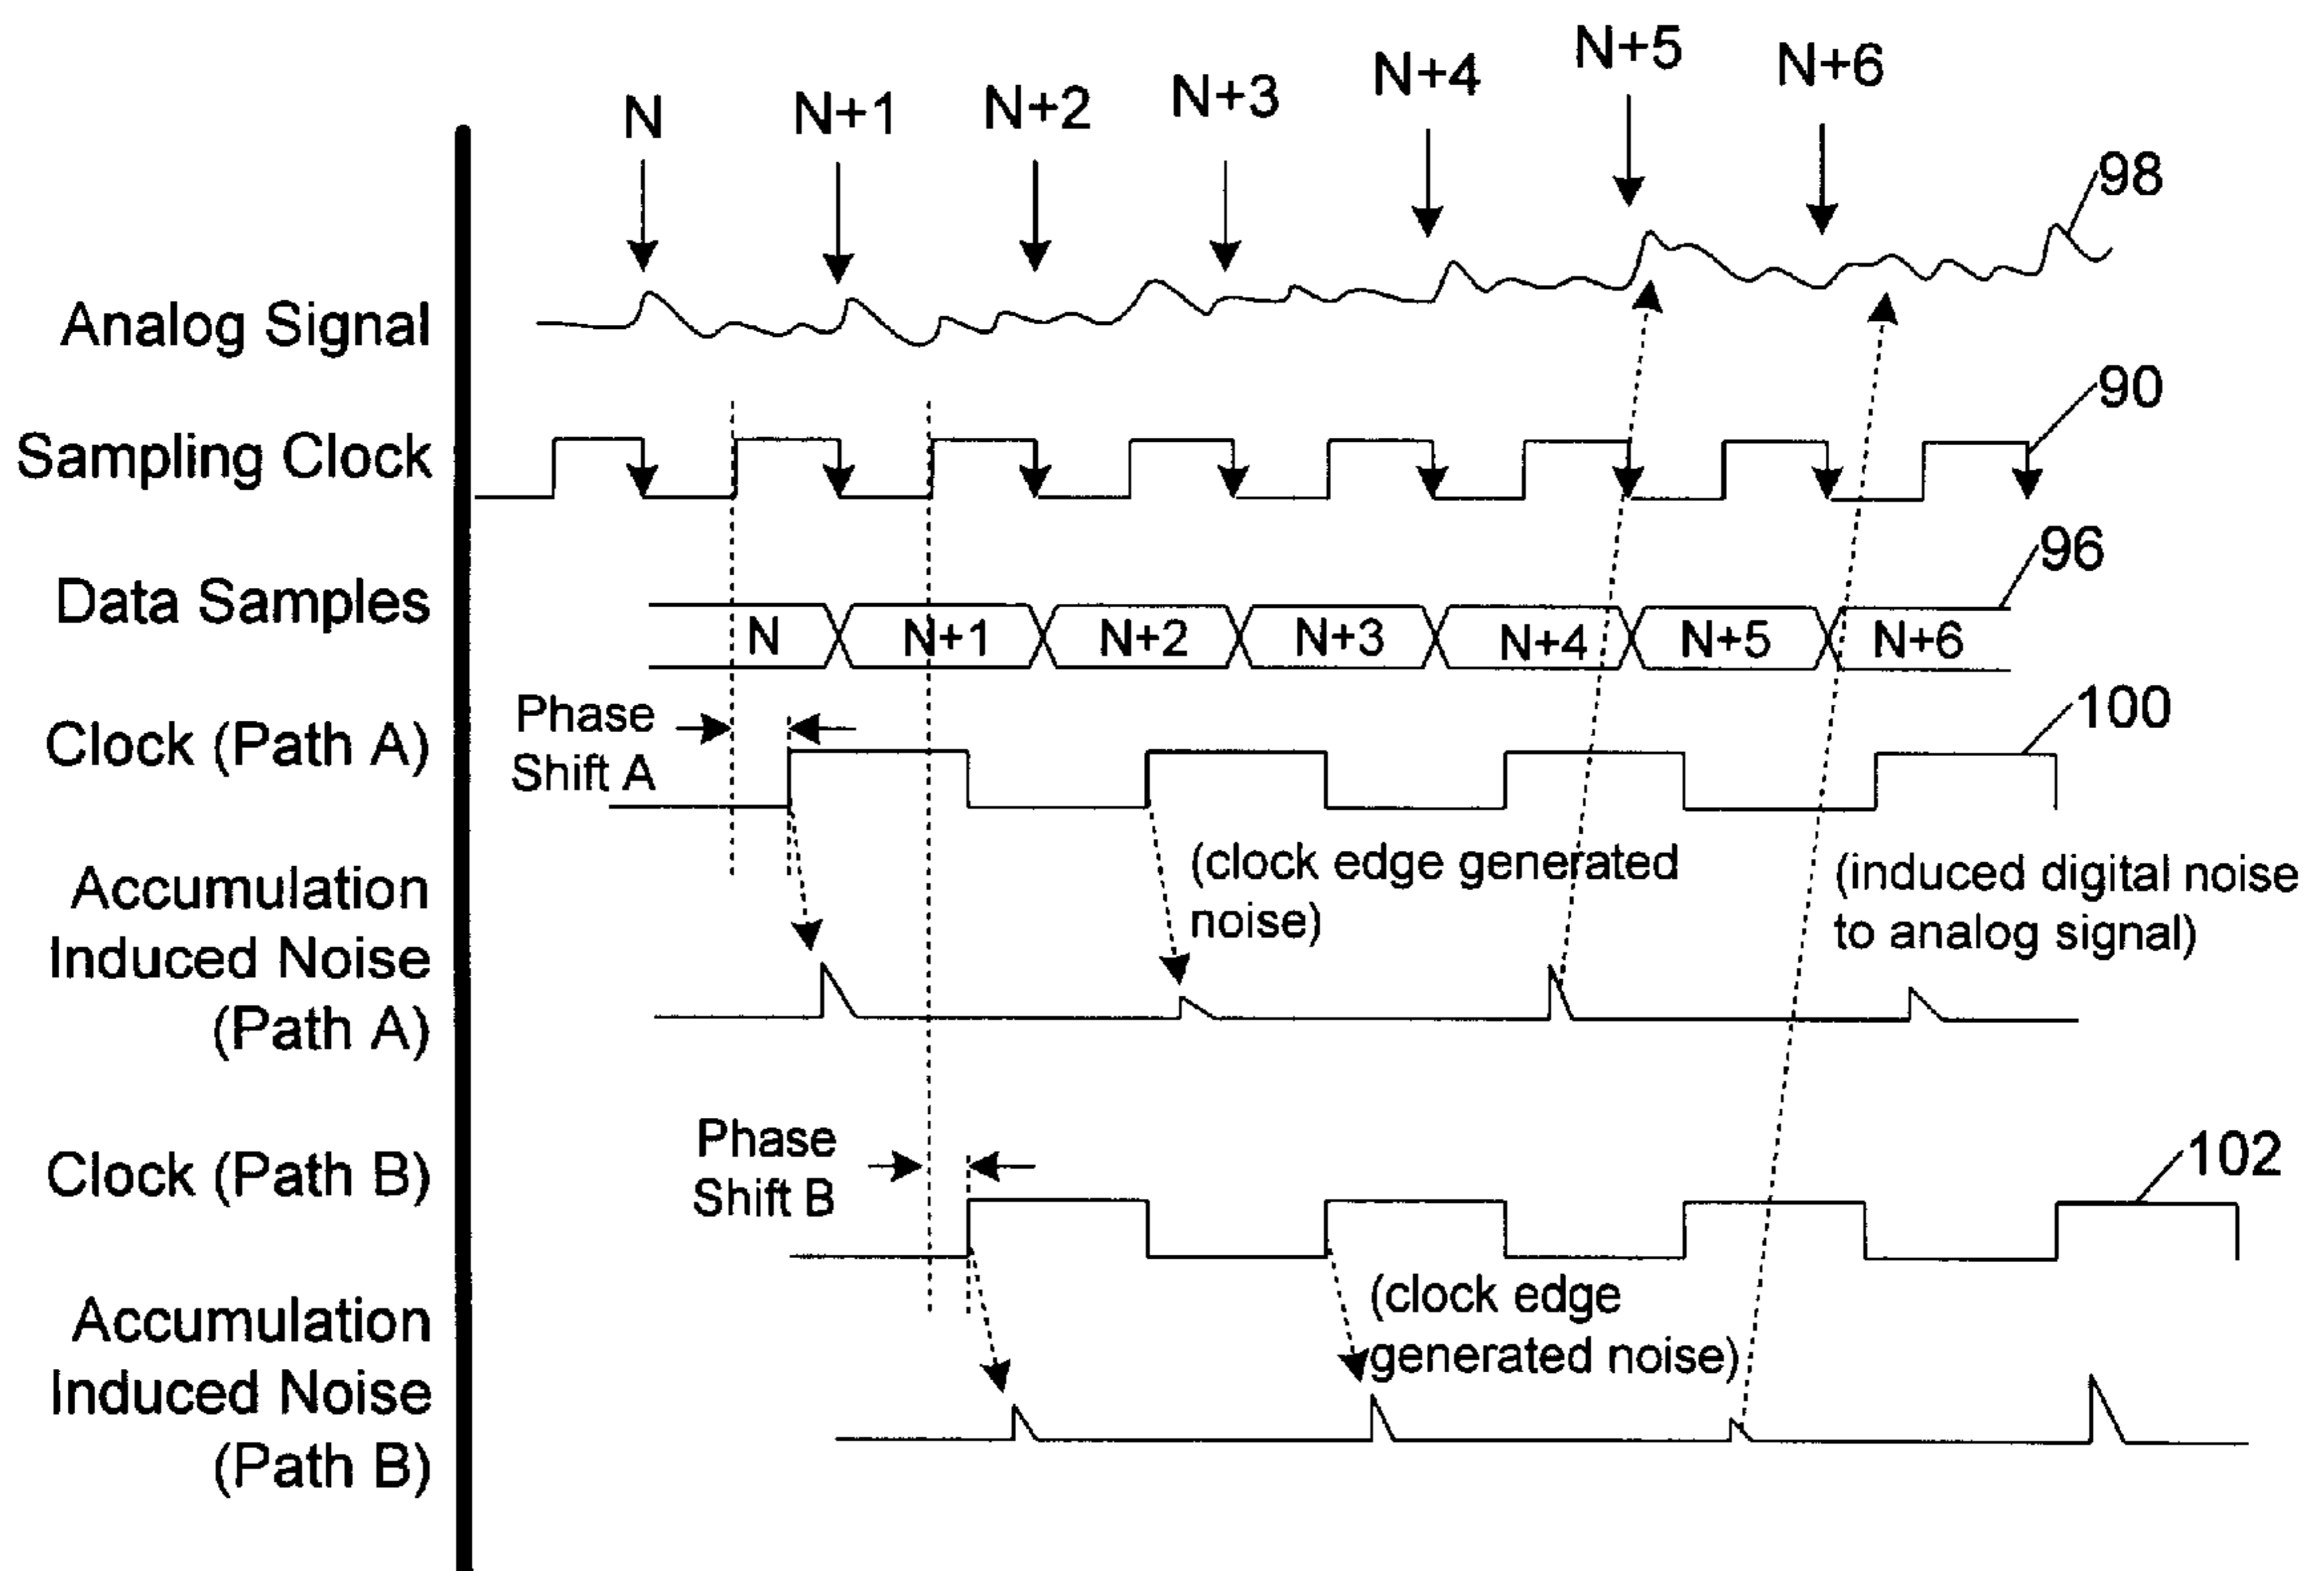 N N+1 N+2 N+3 N+4 N+5 N+6
98
Analog Signal
90
Sampling Clock
96
Data Samples
N N+1 N+2 N+3 N+4 N+5 N+6
100
Clock (Path A)
Phase
Shift A
(clock edge generated
noise)
(induced digital noise
to analog signal)
Accumulation
Induced Noise
(Path A)
Phase
Shift B
102
Clock (Path B)
(clock edge
generated noise)
Accumulation
Induced Noise
(Path B)